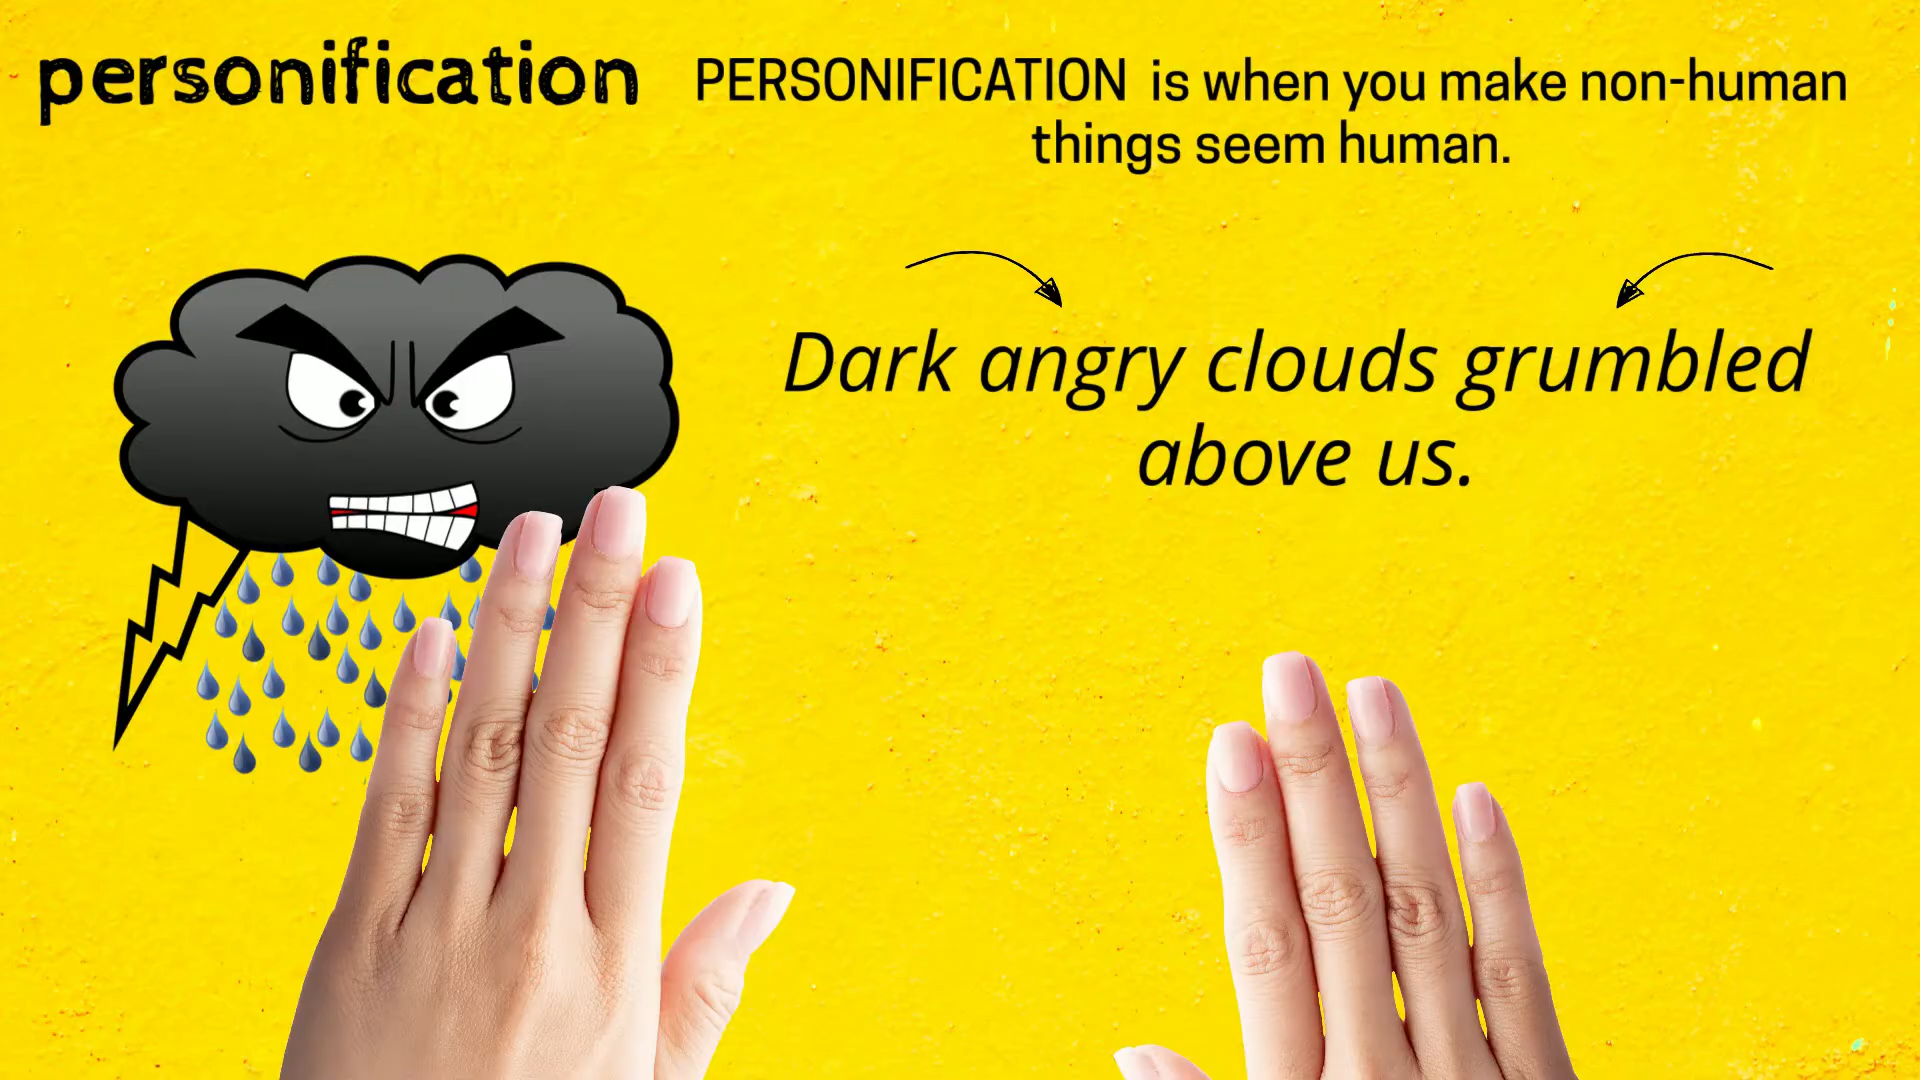 personification
PERSONIFICATION is when you make non-human
things seem human.
Dark angry clouds grumbled
above us.